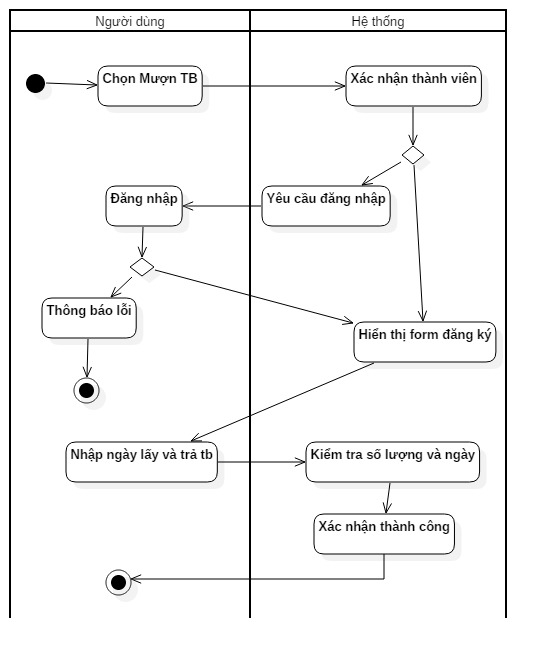 Người dùng
Hệ thống
Chọn Mượn TB
Xác nhận thành viên
Đăng nhập
Yêu cầu đăng nhập
Thông báo lỗi
Hiển thị form đăng ký
Nhập ngày lấy và trả tb
Kiểm tra số lượng và ngày
Xác nhận thành công